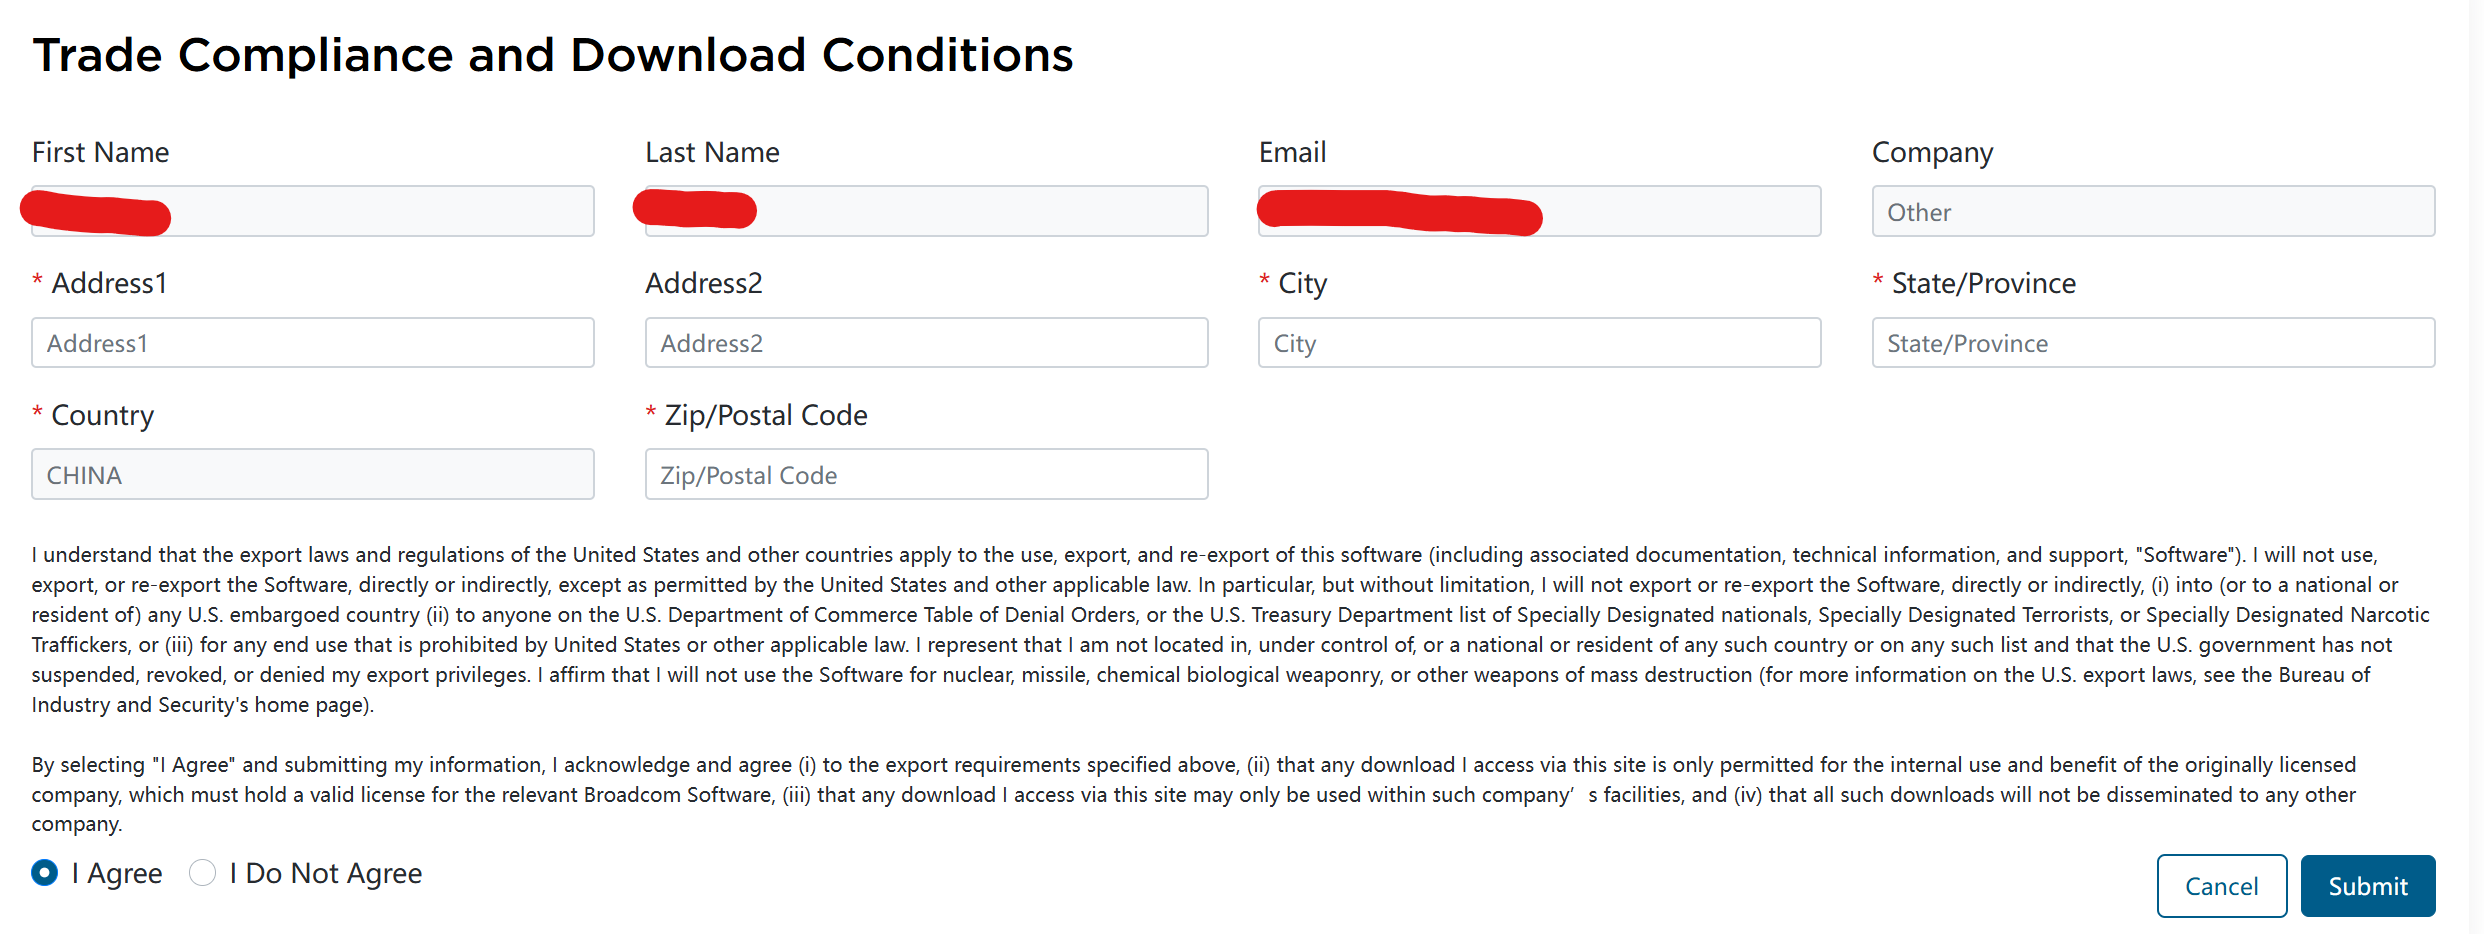 Trade Compliance and Download Conditions
First Name
Last Name
Email
Company
Other
* Address1
Address2
* City
* State/Province
Address1
Address2
City
State/Province
* Country
* Zip/Postal Code
CHINA
Zip/Postal Code
I understand that the export laws and regulations of the United States and other countries apply to the use, export, and re-export of this software (including associated documentation, technical information, and support, "Software"). I will not use,
export, or re-export the Software, directly or indirectly, except as permitted by the United States and other applicable law. In particular, but without limitation, I will not export or re-export the Software, directly or indirectly, (i) into (or to a national or
resident of) any U.S. embargoed country (ii) to anyone on the U.S. Department of Commerce Table of Denial Orders, or the U.S. Treasury Department list of Specially Designated nationals, Specially Designated Terrorists, or Specially Designated Narcotic
Traffickers, or (iii) for any end use that is prohibited by United States or other applicable law. I represent that I am not located in, under control of, or a national or resident of any such country or on any such list and that the U.S. government has not
suspended, revoked, or denied my export privileges. I affirm that I will not use the Software for nuclear, missile, chemical biological weaponry, or other weapons of mass destruction (for more information on the U.S. export laws, see the Bureau of
Industry and Security's home page).
By selecting "I Agree" and submitting my information, I acknowledge and agree (i) to the export requirements specified above, (ii) that any download I access via this site is only permitted for the internal use and benefit of the originally licensed
company, which must hold a valid license for the relevant Broadcom Software, (iii) that any download I access via this site may only be used within such company’s facilities, and (iv) that all such downloads will not be disseminated to any other
company.
I Agree
I Do Not Agree
Cancel
Submit